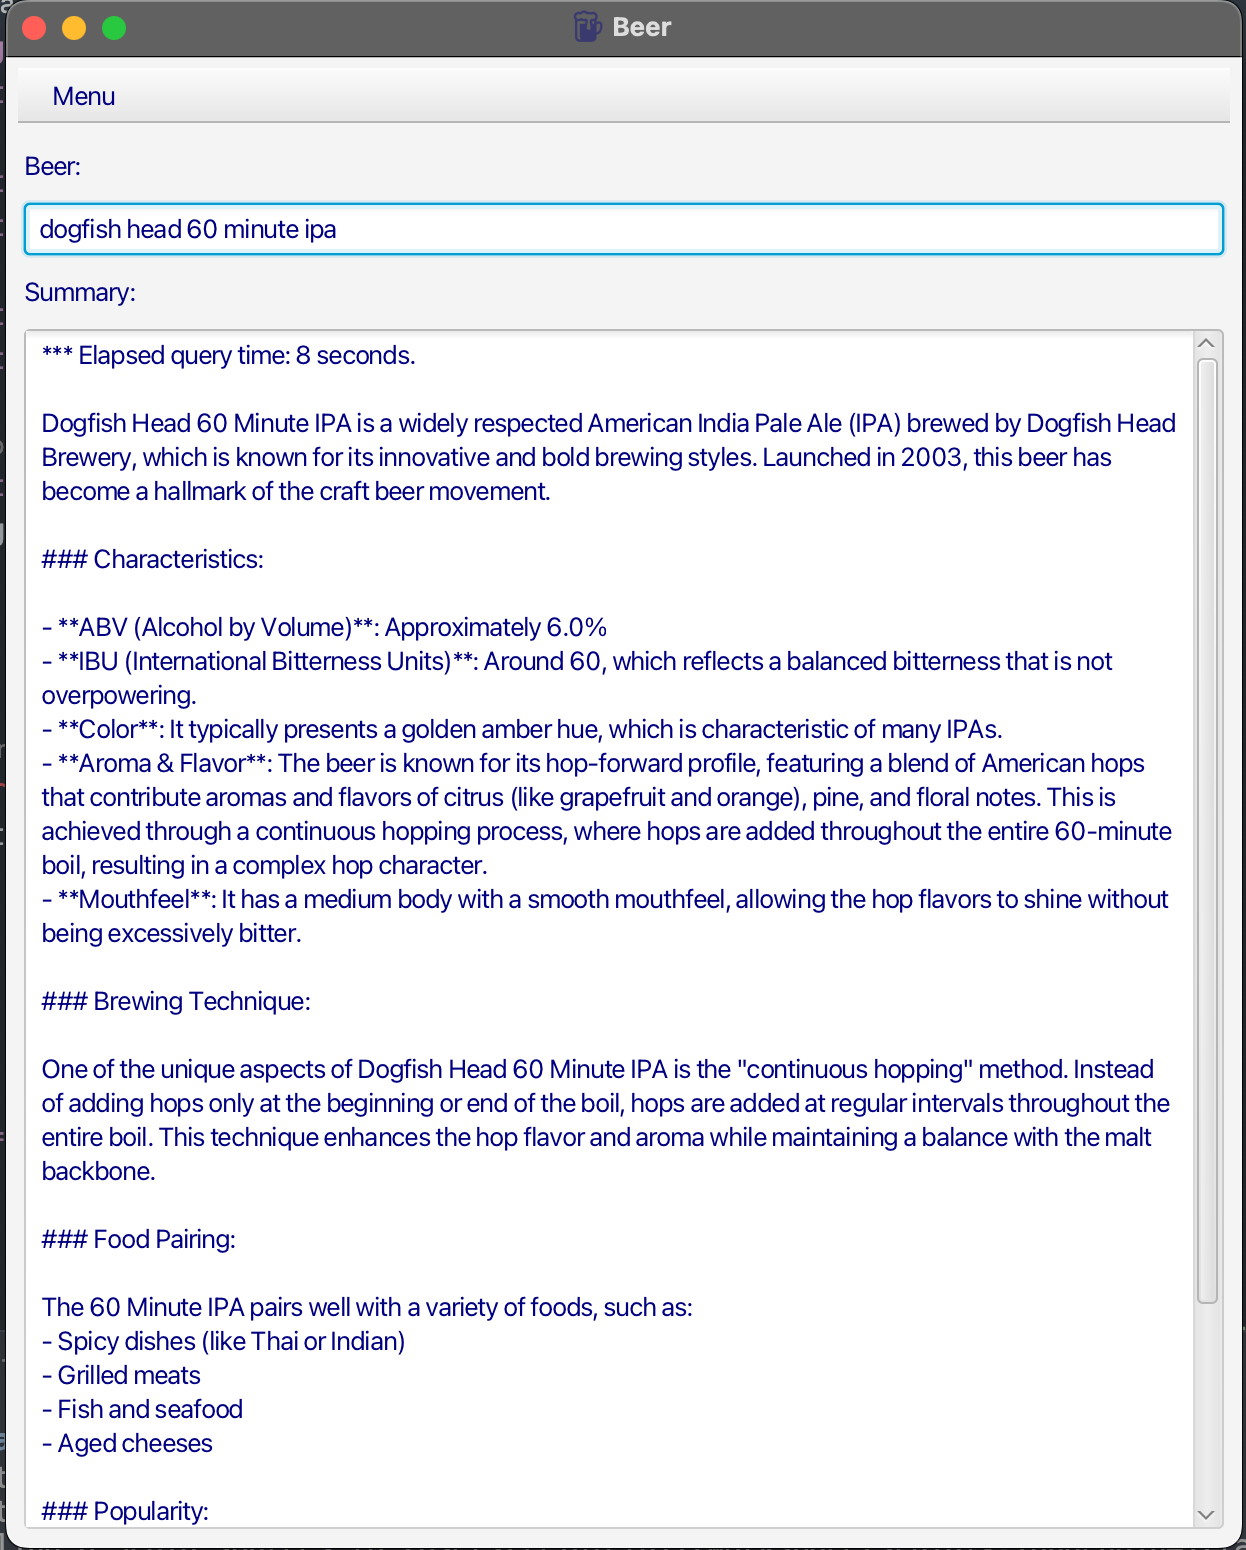 Beer
Menu
Beer:
dogfish head 60 minute ipa
Summary:
*** Elapsed query time: 8 seconds.
Dogfish Head 60 Minute IPA is a widely respected American India Pale Ale (IPA) brewed by Dogfish Head
Brewery, which is known for its innovative and bold brewing styles. Launched in 2003, this beer has
become a hallmark of the craft beer movement.
### Characteristics:
- **ABV (Alcohol by Volume)**: Approximately 6.0%
- **IBU (International Bitterness Units)**: Around 60, which reflects a balanced bitterness that is not
overpowering.
- **Color**: It typically presents a golden amber hue, which is characteristic of many IPAs.
- **Aroma & Flavor**: The beer is known for its hop-forward profile, featuring a blend of American hops
that contribute aromas and flavors of citrus (like grapefruit and orange), pine, and floral notes. This is
achieved through a continuous hopping process, where hops are added throughout the entire 60-minute
boil, resulting in a complex hop character.
- **Mouthfeel**: It has a medium body with a smooth mouthfeel, allowing the hop flavors to shine without
being excessively bitter.
### Brewing Technique:
One of the unique aspects of Dogfish Head 60 Minute IPA is the "continuous hopping" method. Instead
of adding hops only at the beginning or end of the boil, hops are added at regular intervals throughout the
entire boil. This technique enhances the hop flavor and aroma while maintaining a balance with the malt
backbone.
### Food Pairing:
The 60 Minute IPA pairs well with a variety of foods, such as:
- Spicy dishes (like Thai or Indian)
- Grilled meats
- Fish and seafood
- Aged cheeses
### Popularity: